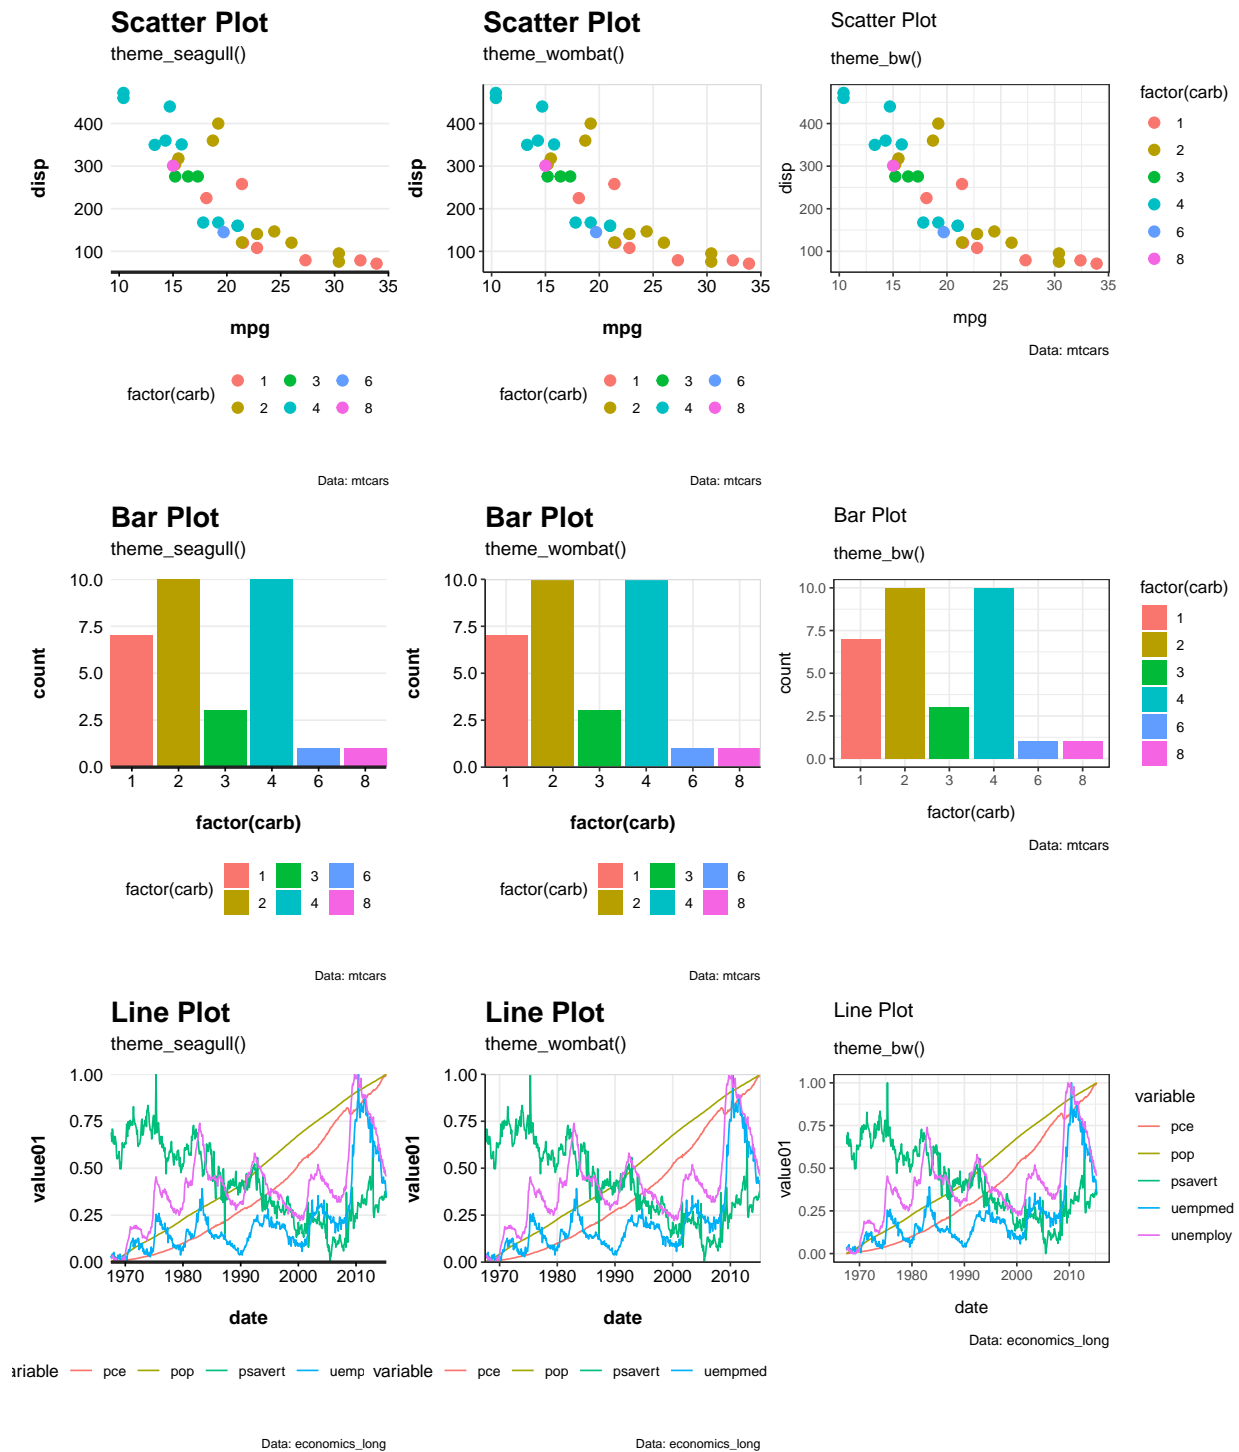 Scatter Plot
theme_seagull()
disp
400
300
200
100
10 15 20 25 30 35
mpg
factor(carb)
1 3 6
2 4 8
Data: mtcars
Scatter Plot
theme_wombat()
disp
400
300
200
100
10 15 20 25 30 35
mpg
factor(carb)
1 3 6
2 4 8
Data: mtcars
Scatter Plot
theme_bw()
disp
400
300
200
100
10 15 20 25 30 35
mpg
Data: mtcars
factor(carb)
1
2
3
4
6
8
Bar Plot
theme_seagull()
count
10.0
7.5
5.0
2.5
0.0
1 2 3 4 6 8
factor(carb)
factor(carb)
1 3 6
2 4 8
Data: mtcars
Bar Plot
theme_wombat()
count
10.0
7.5
5.0
2.5
0.0
1 2 3 4 6 8
factor(carb)
factor(carb)
1 3 6
2 4 8
Data: mtcars
Bar Plot
theme_bw()
count
10.0
7.5
5.0
2.5
0.0
1 2 3 4 6 8
factor(carb)
Data: mtcars
factor(carb)
1
2
3
4
6
8
Line Plot
theme_seagull()
value01
1.00
0.75
0.50
0.25
0.00
1970 1980 1990 2000 2010
date
ariable pce pop psavert uemp
Data: economics_long
Line Plot
theme_wombat()
value01
1.00
0.75
0.50
0.25
0.00
1970 1980 1990 2000 2010
date
variable pce pop psavert uempmed
Data: economics_long
Line Plot
theme_bw()
value01
1.00
0.75
0.50
0.25
0.00
1970 1980 1990 2000 2010
date
Data: economics_long
variable
pce
pop
psavert
uempmed
unemploy